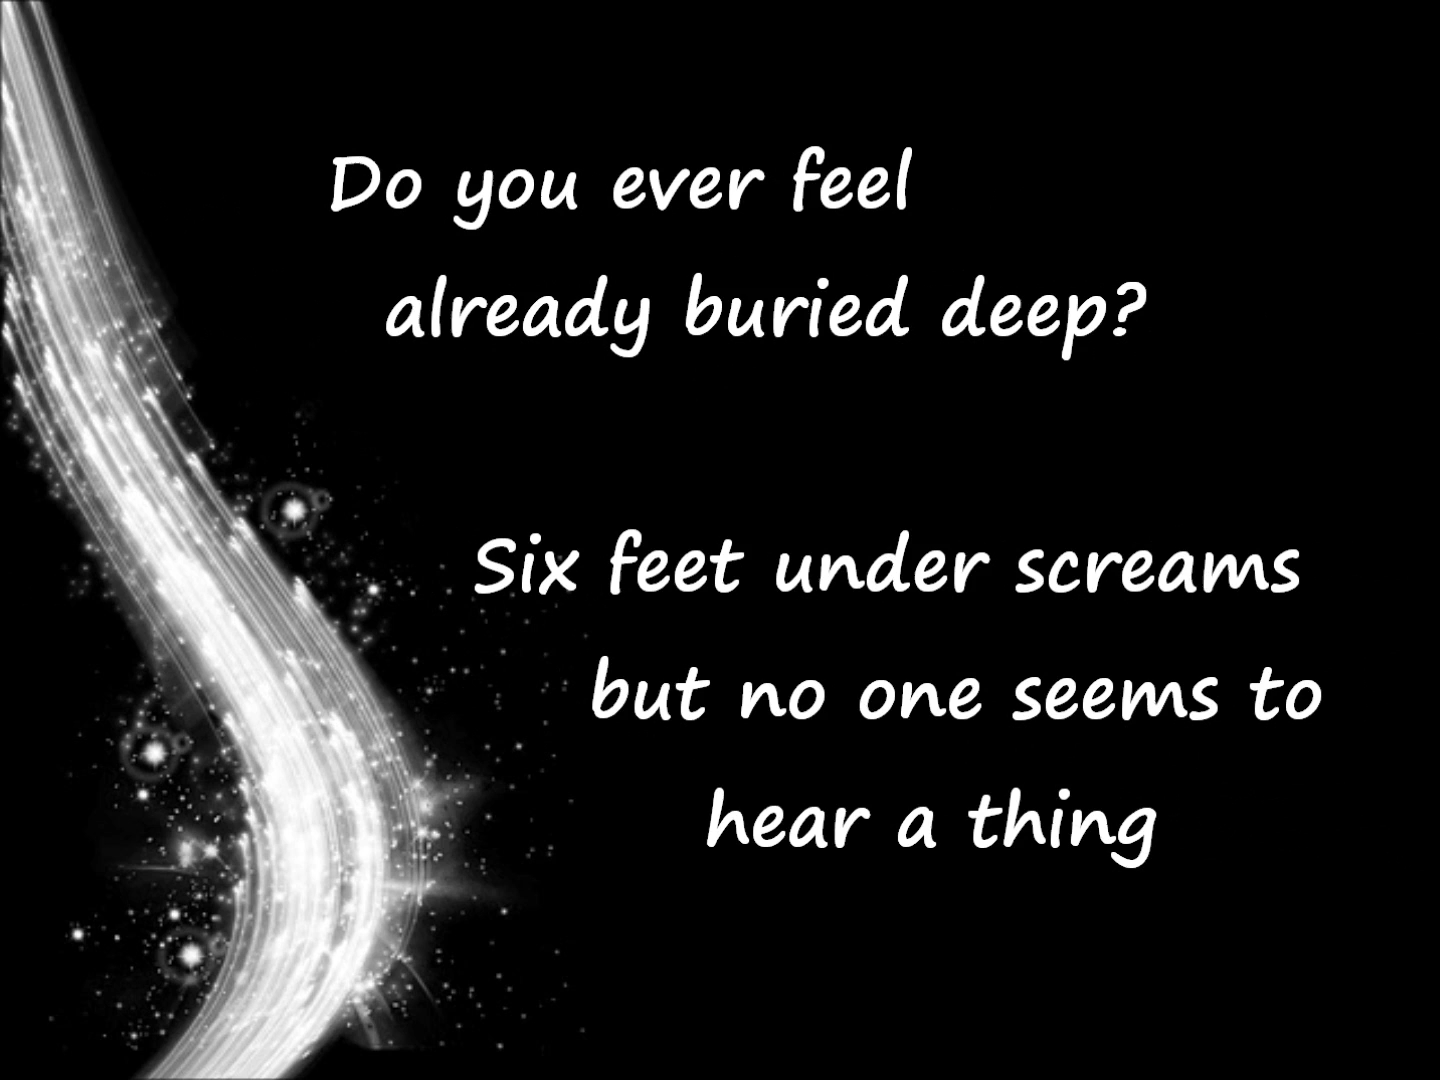 Do you ever feel
already buried deep?
Six feet under screams
but no one seems to
hear a thing